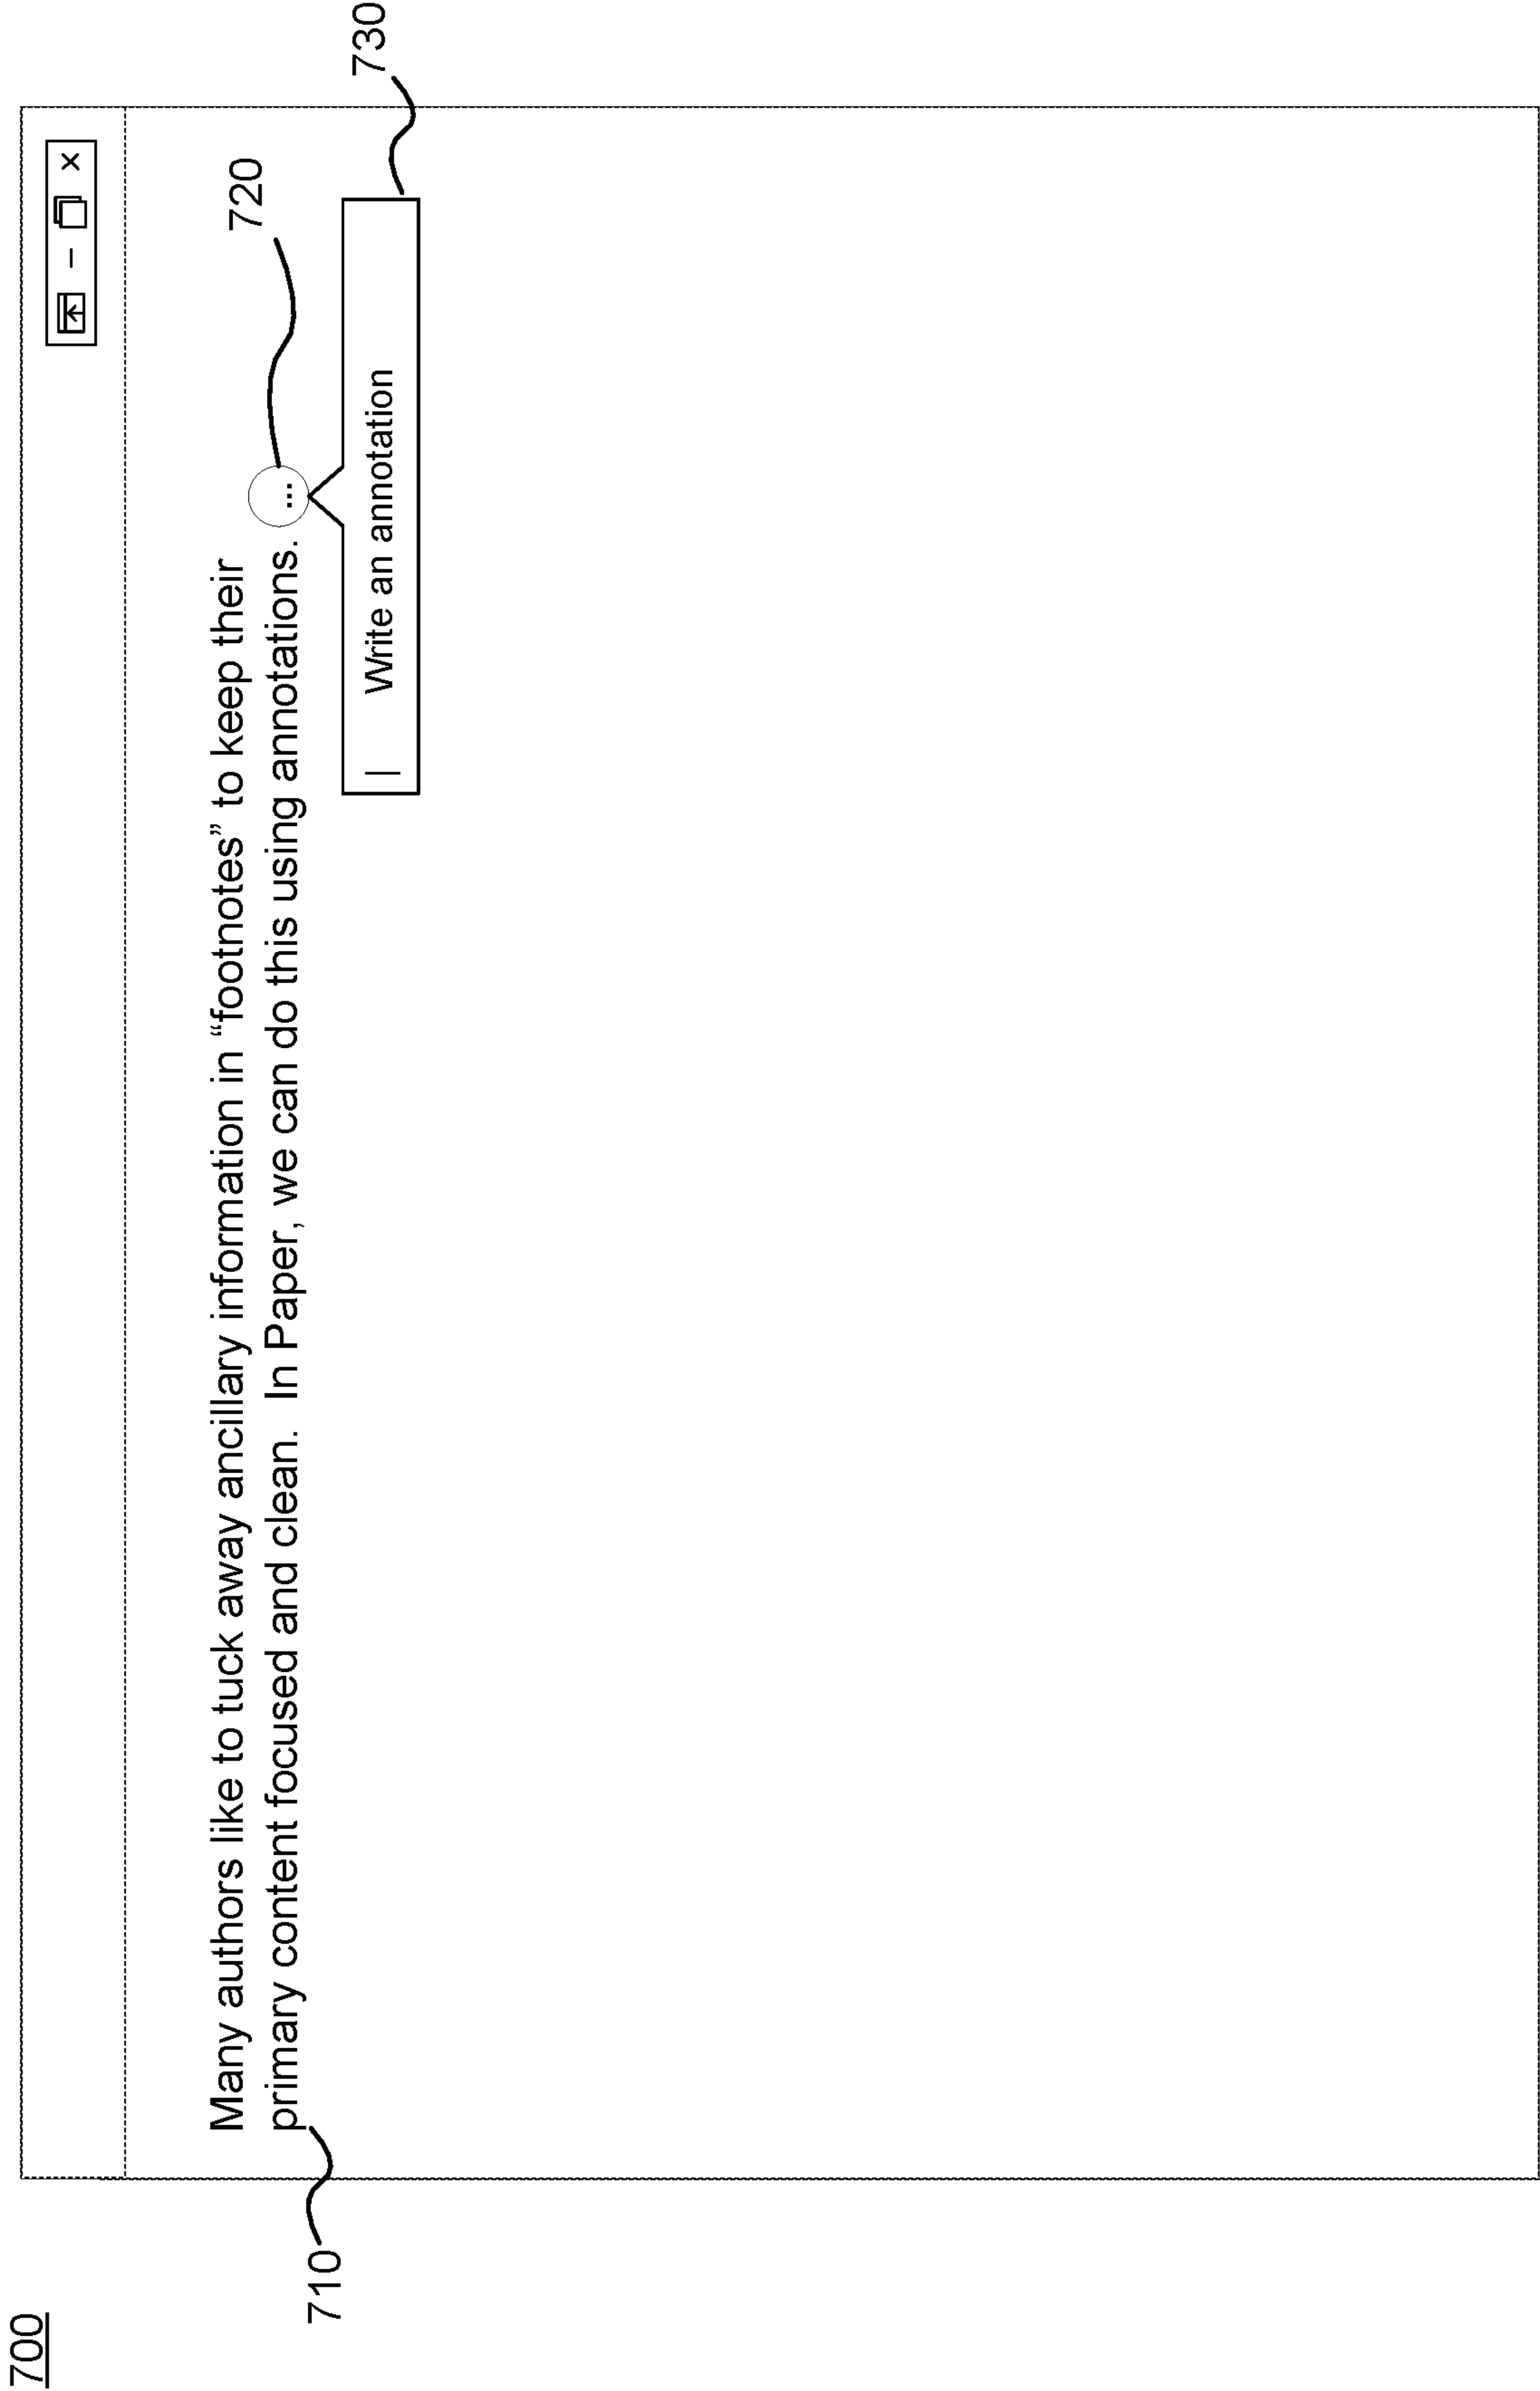 700
Many authors like to tuck away ancillary information in “footnotes” to keep their
primary content focused and clean. In Paper, we can do this using annotations.
...
720
Write an annotation
730
710